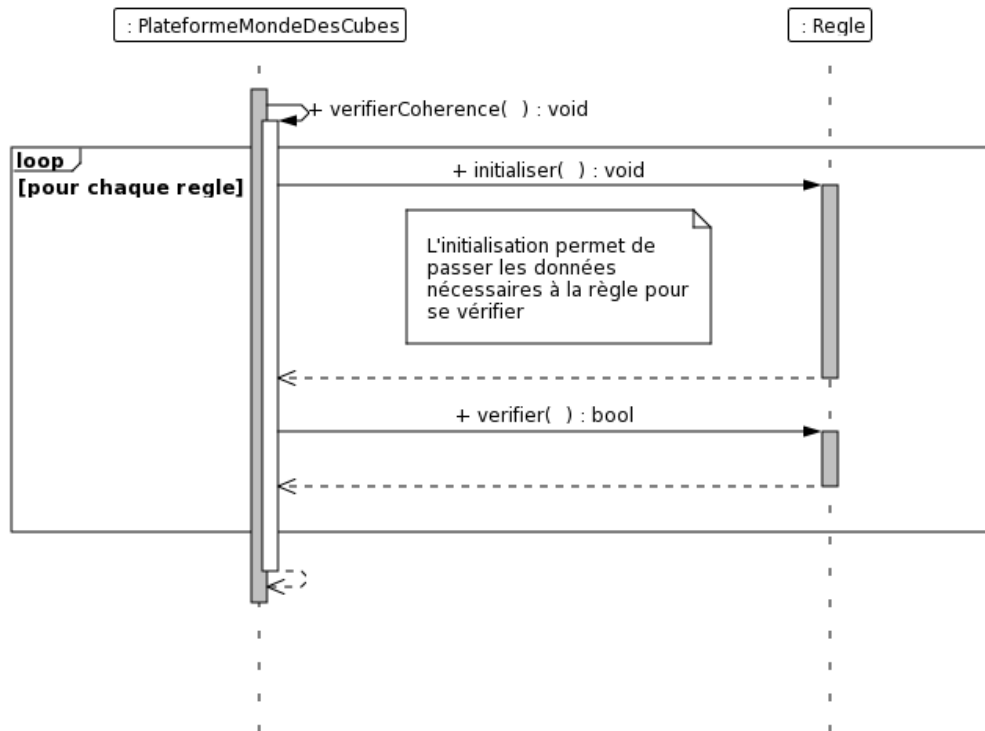 : PlateformeMondeDesCubes
: Regle
+ verifierCoherence(  ) : void
loop
[pour chaque regle]
+ initialiser(  ) : void
L'initialisation permet de
passer les données
nécessaires à la règle pour
se vérifier
+ verifier(  ) : bool